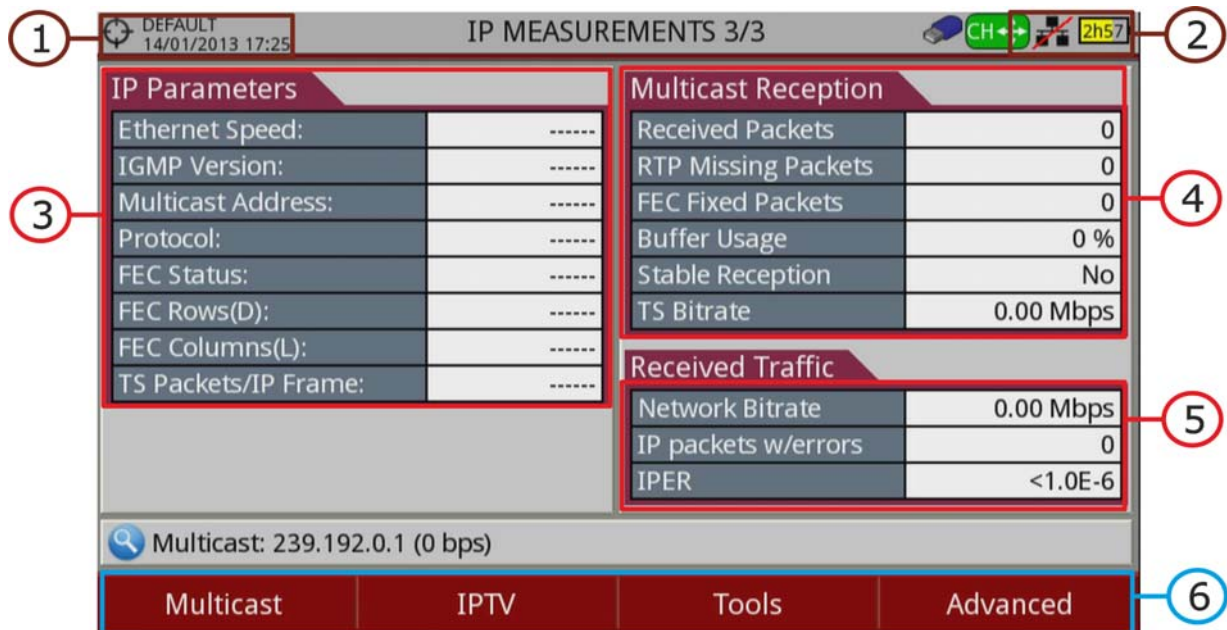 1
DEFAULT
14/01/2013 17:25
IP MEASUREMENTS 3/3
CH
2h57
2
IP Parameters
Ethernet Speed: ------
IGMP Version: ------
Multicast Address: ------
Protocol: ------
FEC Status: ------
FEC Rows(D): ------
FEC Columns(L): ------
TS Packets/IP Frame: ------
3
Multicast Reception
Received Packets 0
RTP Missing Packets 0
FEC Fixed Packets 0
Buffer Usage 0 %
Stable Reception No
TS Bitrate 0.00 Mbps
4
Received Traffic
Network Bitrate 0.00 Mbps
IP packets w/errors 0
IPER <1.0E-6
5
Multicast: 239.192.0.1 (0 bps)
Multicast IPTV Tools Advanced
6